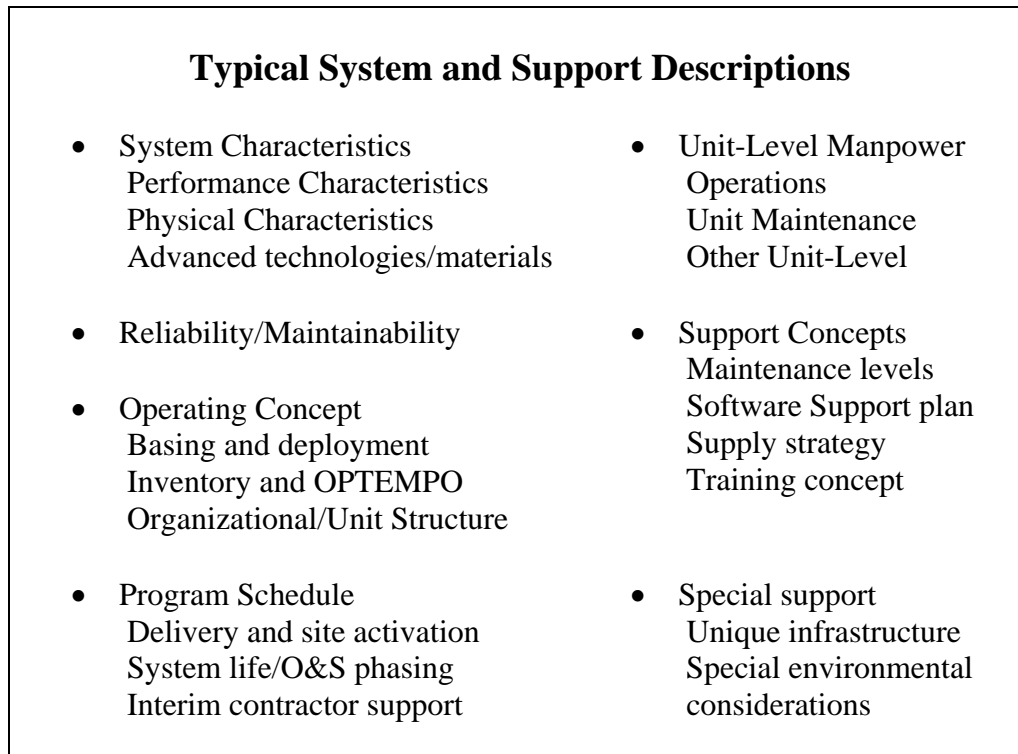 Typical System and Support Descriptions
• System Characteristics
Performance Characteristics
Physical Characteristics
Advanced technologies/materials
• Reliability/Maintainability
• Operating Concept
Basing and deployment
Inventory and OPTEMPO
Organizational/Unit Structure
• Program Schedule
Delivery and site activation
System life/O&S phasing
Interim contractor support
• Unit-Level Manpower
Operations
Unit Maintenance
Other Unit-Level
• Support Concepts
Maintenance levels
Software Support plan
Supply strategy
Training concept
• Special support
Unique infrastructure
Special environmental
considerations